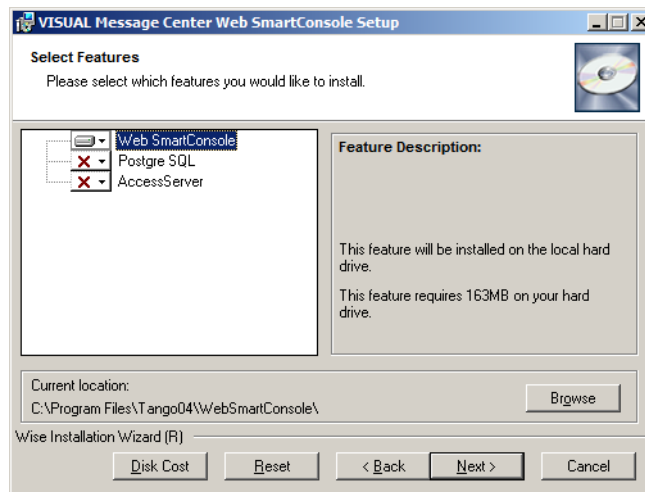 VISUAL Message Center Web SmartConsole Setup
Select Features
Please select which features you would like to install.
Web SmartConsole
Postgre SQL
AccessServer
Feature Description:
This feature will be installed on the local hard
drive.
This feature requires 163MB on your hard
drive.
Current location:
C:\Program Files\Tango04\WebSmartConsole\
Browse
Wise Installation Wizard (R)
Disk Cost
Reset
< Back
Next >
Cancel